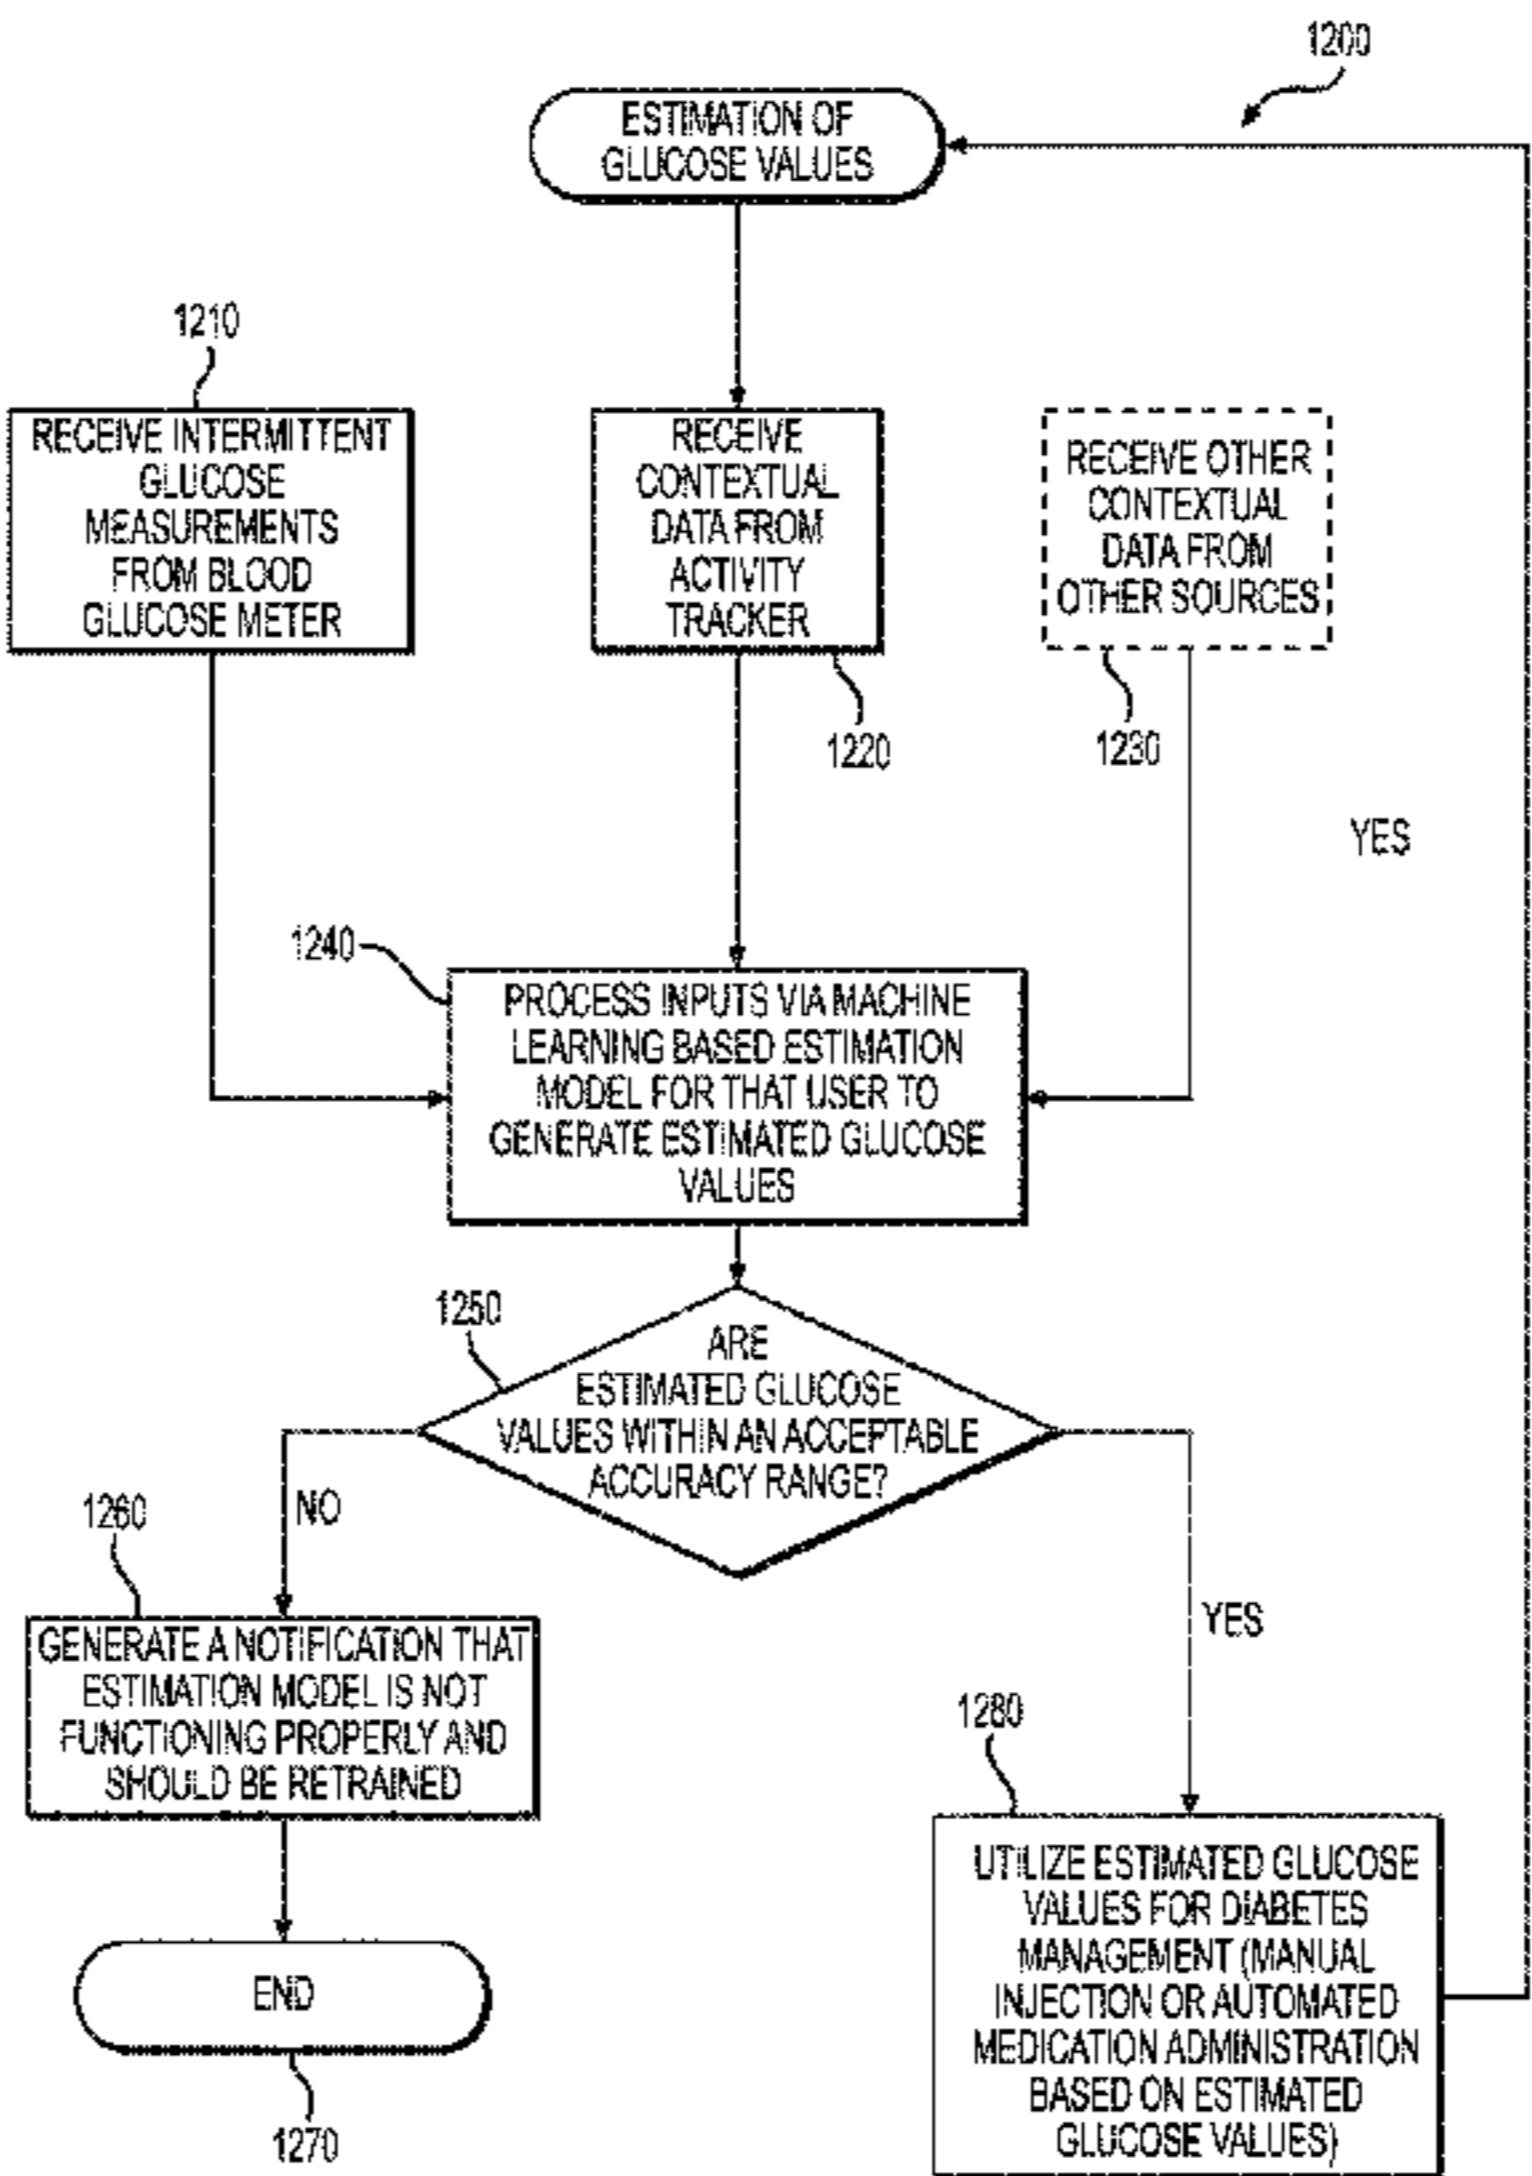 1200
ESTIMATION OF
GLUCOSE VALUES
1210
RECEIVE INTERMITTENT
GLUCOSE
MEASUREMENTS
FROM BLOOD
GLUCOSE METER
RECEIVE
CONTEXTUAL
DATA FROM
ACTIVITY
TRACKER
1220
RECEIVE OTHER
CONTEXTUAL
DATA FROM
OTHER SOURCES
1230
YES
1240
PROCESS INPUTS VIA MACHINE
LEARNING BASED ESTIMATION
MODEL FOR THAT USER TO
GENERATE ESTIMATED GLUCOSE
VALUES
1250
ARE
ESTIMATED GLUCOSE
VALUES WITHIN AN ACCEPTABLE
ACCURACY RANGE?
NO
1260
GENERATE A NOTIFICATION THAT
ESTIMATION MODEL IS NOT
FUNCTIONING PROPERLY AND
SHOULD BE RETRAINED
END
1270
YES
1280
UTILIZE ESTIMATED GLUCOSE
VALUES FOR DIABETES
MANAGEMENT (MANUAL
INJECTION OR AUTOMATED
MEDICATION ADMINISTRATION
BASED ON ESTIMATED
GLUCOSE VALUES)